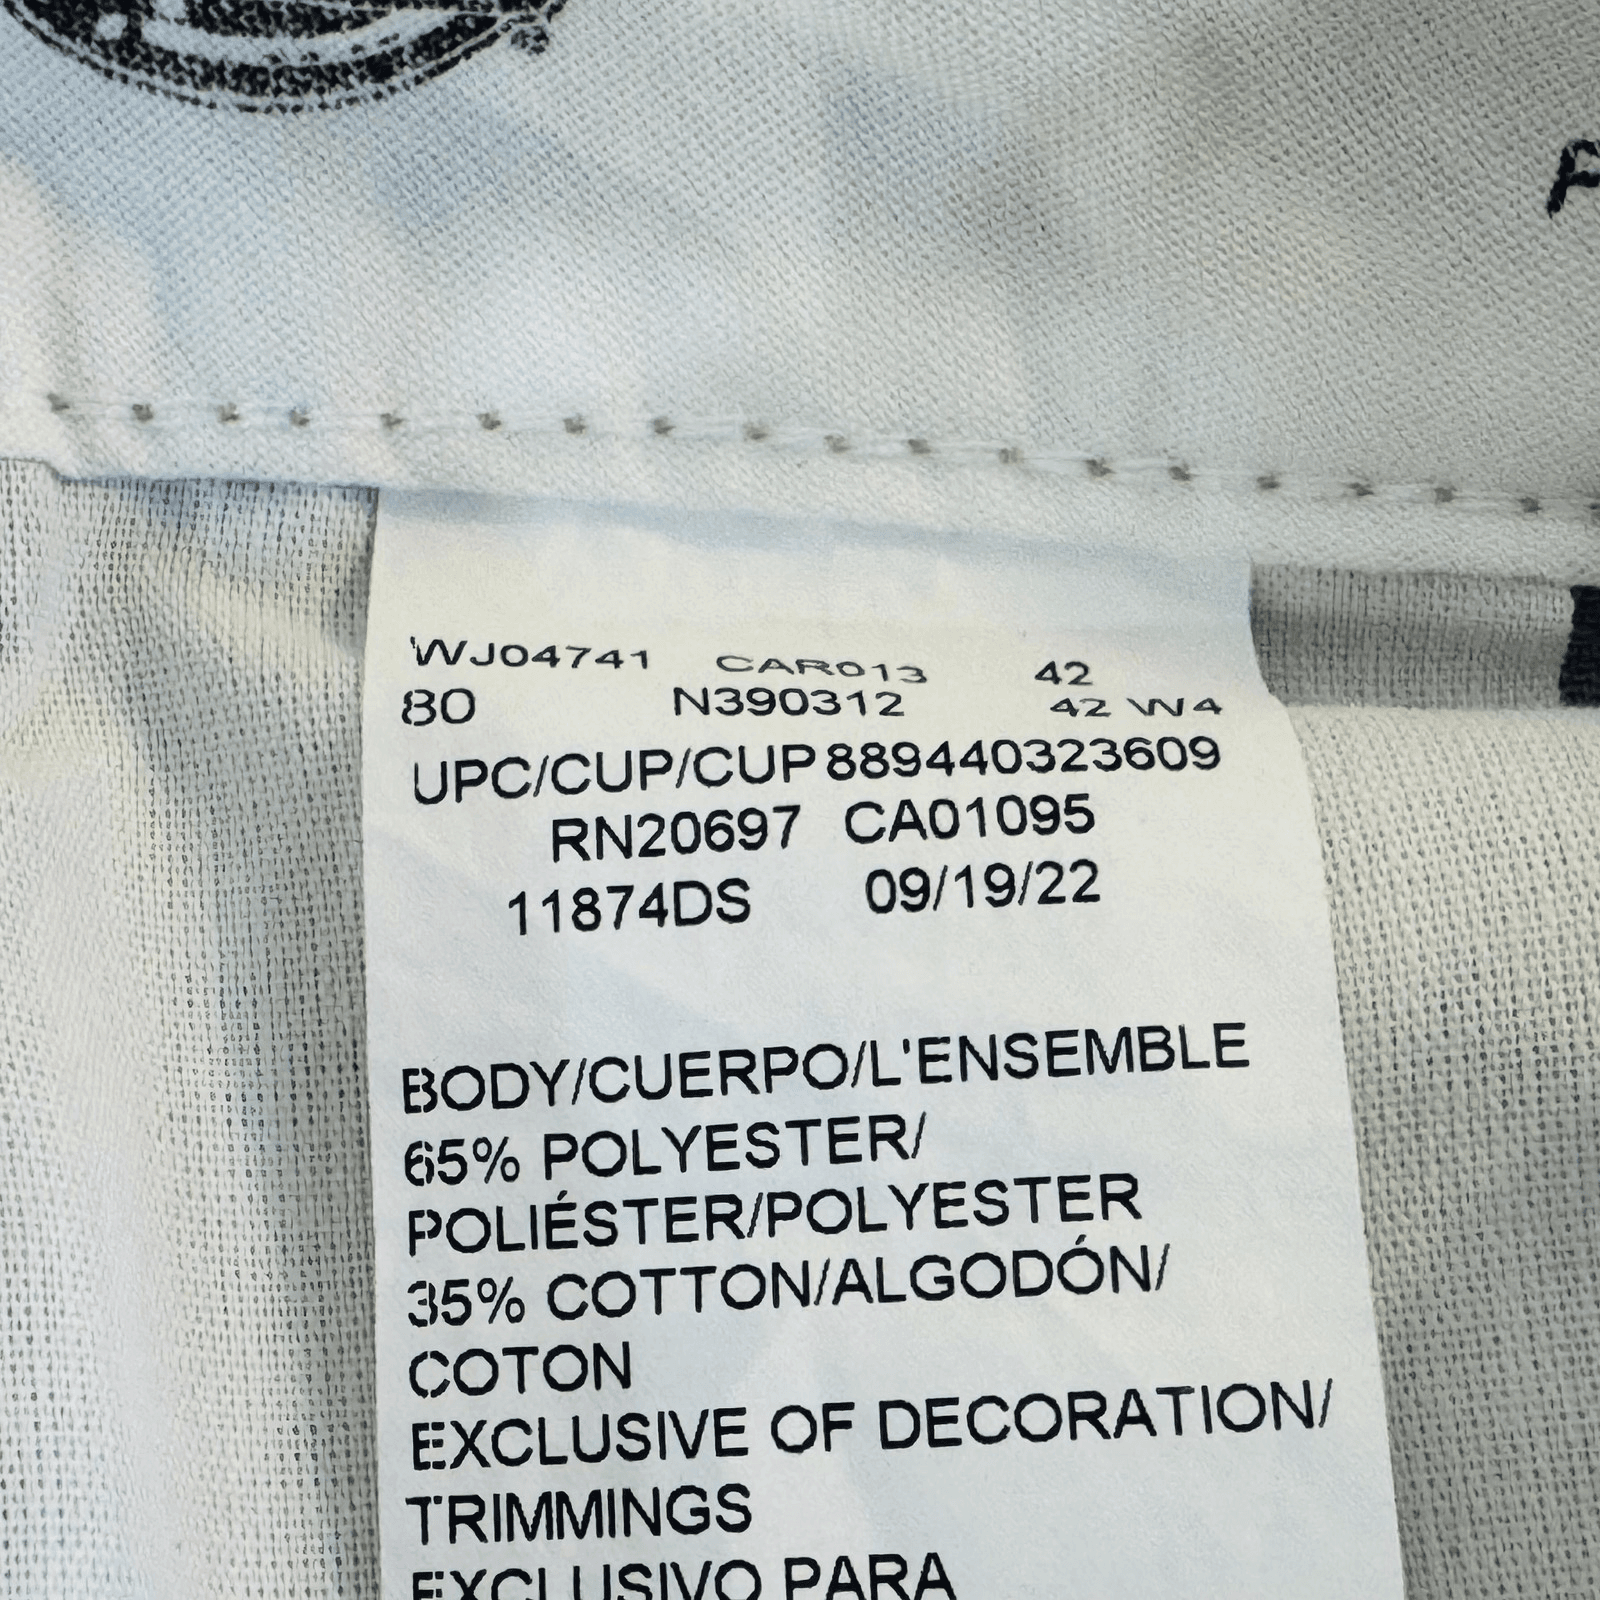 WJ04741 CAR013 42
80 N390312 42 W4
UPC/CUP/CUP 889440323609
RN20697 CA01095
11874DS 09/19/22
BODY/CUERPO/L'ENSEMBLE
65% POLYESTER/
POLIÉSTER/POLYESTER
35% COTTON/ALGODÓN/
COTON
EXCLUSIVE OF DECORATION/
TRIMMINGS
EXCLUSIVO PARA